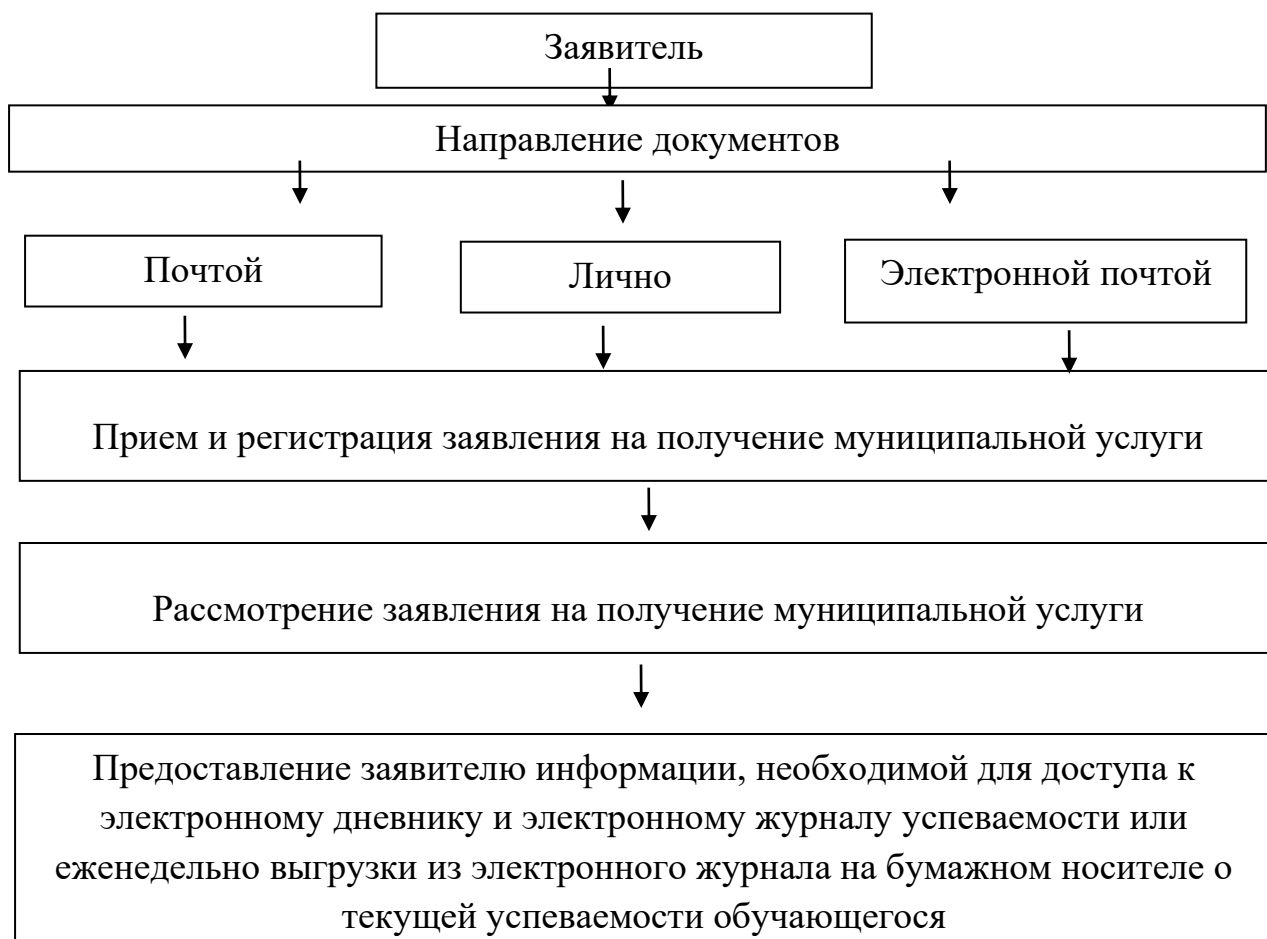 Заявитель
Направление документов
Почтой
Лично
Электронной почтой
Прием и регистрация заявления на получение муниципальной услуги
Рассмотрение заявления на получение муниципальной услуги
Предоставление заявителю информации, необходимой для доступа к
электронному дневнику и электронному журналу успеваемости или
еженедельно выгрузки из электронного журнала на бумажном носителе о
текущей успеваемости обучающегося